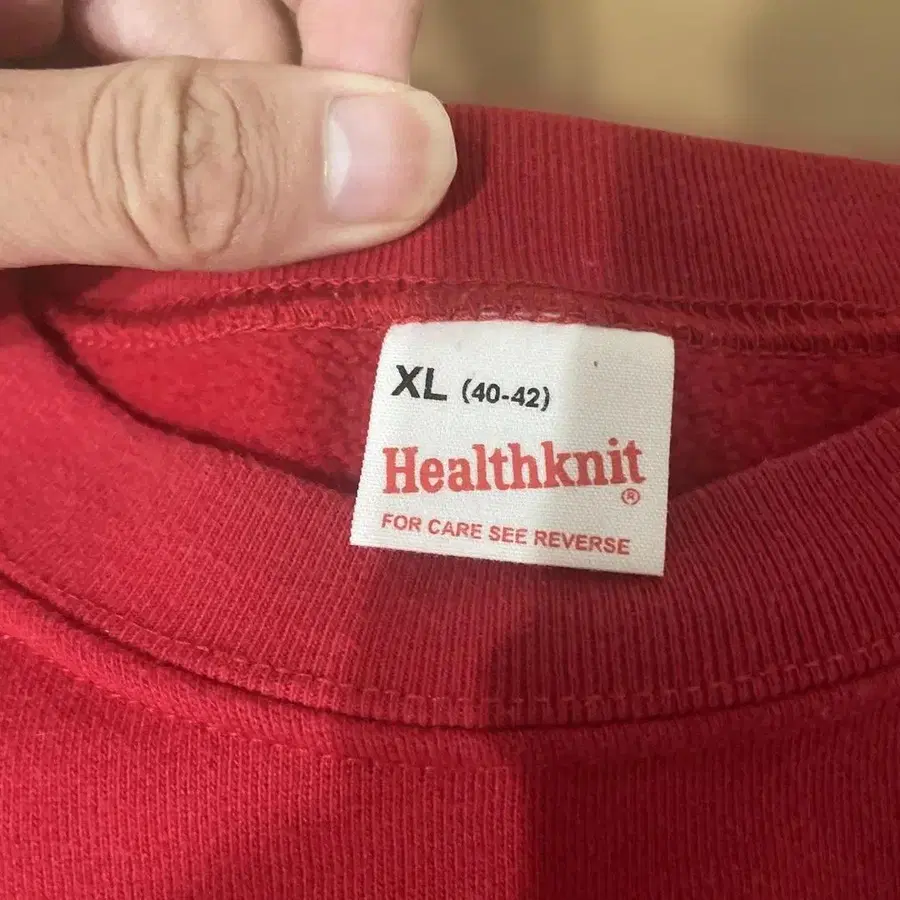 XL (40-42)
Healthknit®
FOR CARE SEE REVERSE